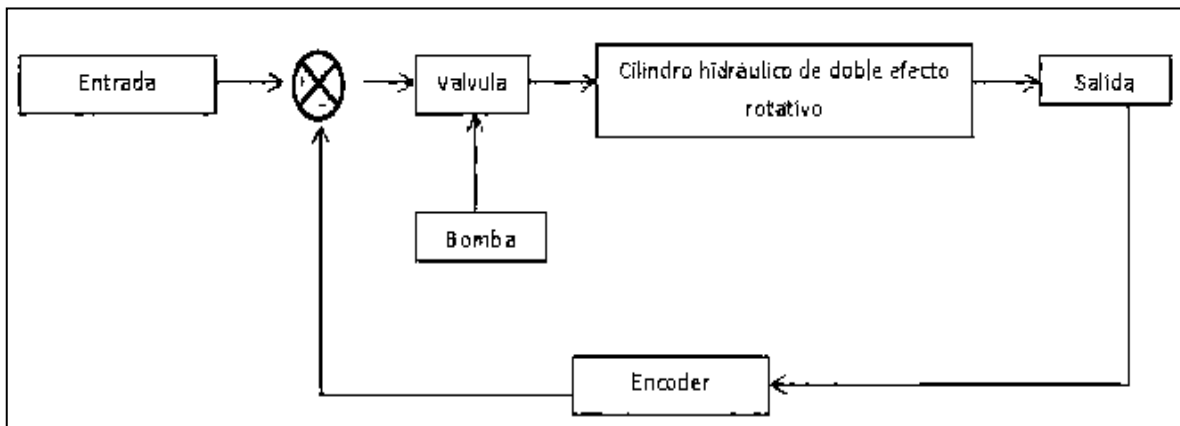 Entrada
Valvula
Cilindro hidráulico de doble efecto
rotativo
Salida
Bomba
Encoder